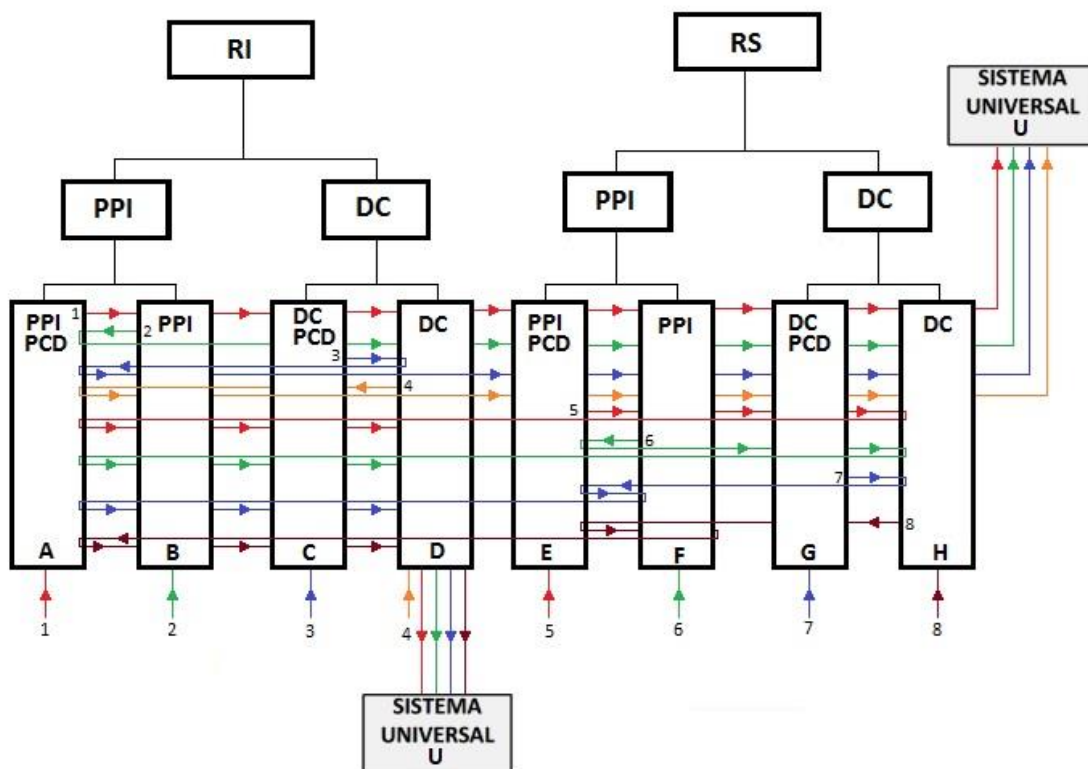 RI
RS
SISTEMA
UNIVERSAL
U
PPI
DC
PPI
DC
PPI
PCD
PPI
DC
PCD
DC
PPI
PCD
PPI
DC
PCD
DC
1
2
3
4
5
6
7
8
A
B
C
D
E
F
G
H
1
2
3
4
5
6
7
8
SISTEMA
UNIVERSAL
U